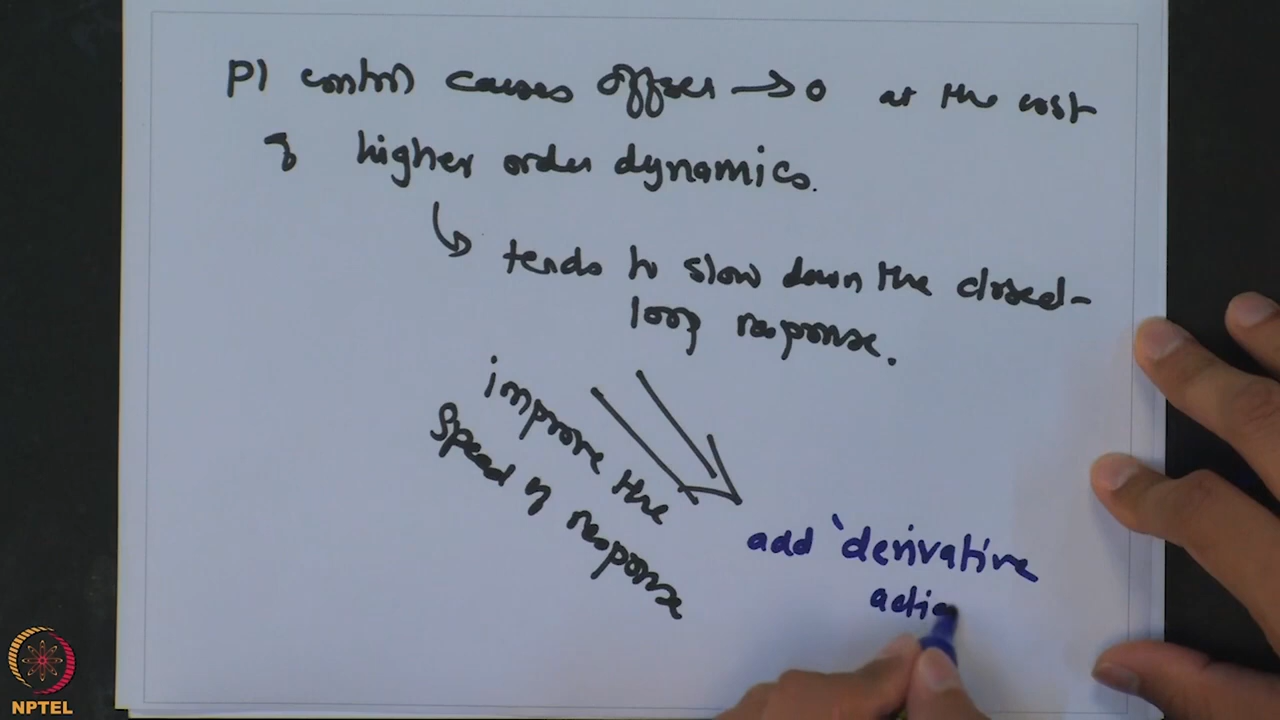 PI control causes offset → 0 at the cost
of higher order dynamics.
↳ tends to slow down the closed-
loop response.
improve the
speed of response
add 'derivative
actio
NPTEL